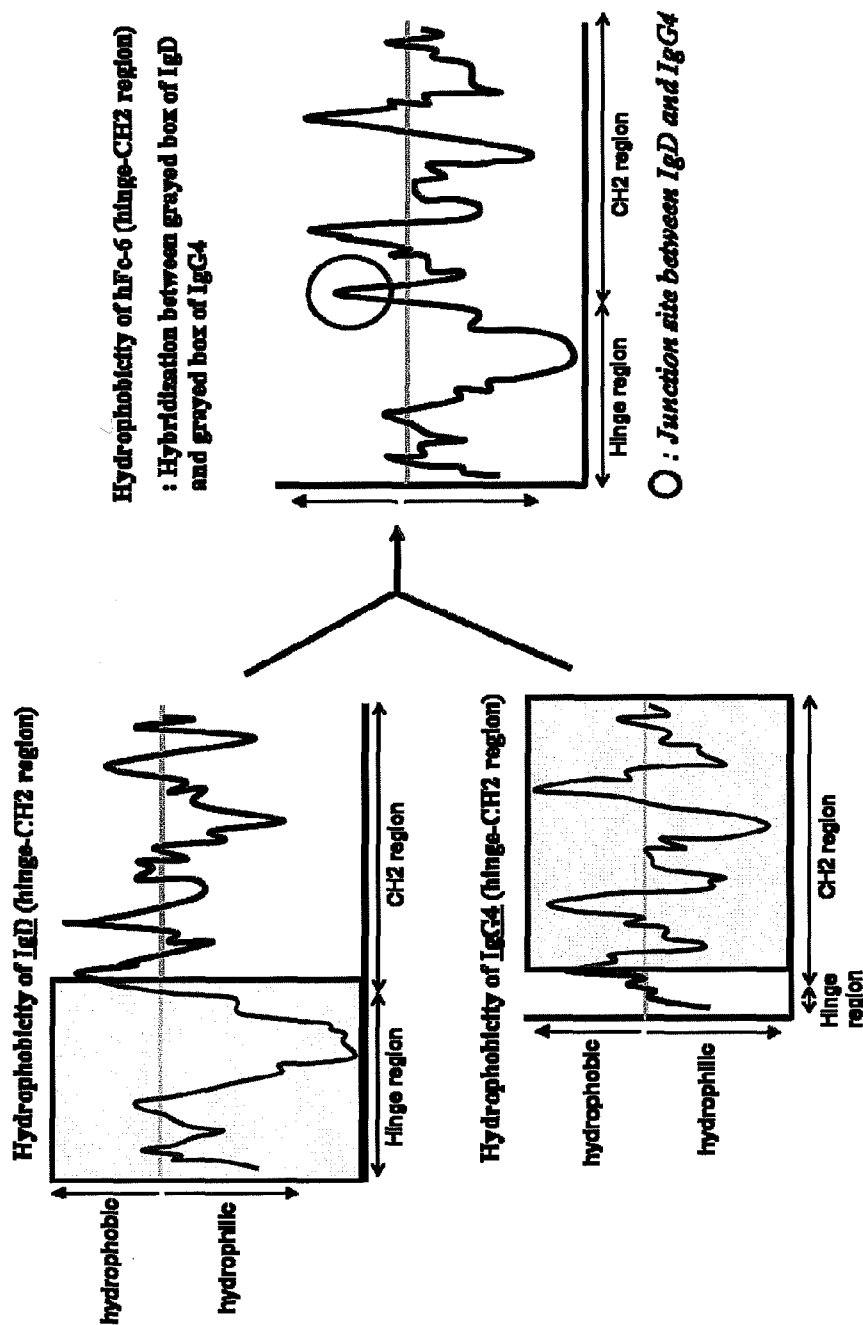 Hydrophobicity of IgD (hinge-CH2 region)
hydrophobic
hydrophilic
Hinge region
CH2 region
Hydrophobicity of IgG4 (hinge-CH2 region)
hydrophobic
hydrophilic
Hinge
region
CH2 region
Hydrophobicity of hFc-6 (hinge-CH2 region)
: Hybridization between grayed box of IgD
and grayed box of IgG4
Hinge region
CH2 region
: Junction site between IgD and IgG4